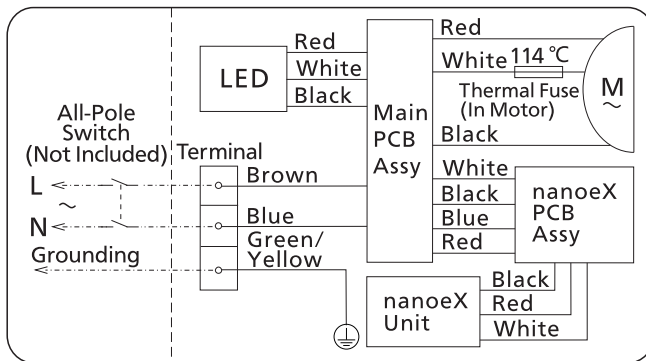 Red
White
Black
LED
Main
PCB
Assy
Red
White
114 ℃
Thermal Fuse
(In Motor)
M
~
Black
All-Pole
Switch
(Not Included)
Terminal
L
~
N
Grounding
Brown
Blue
Green/
Yellow
White
Black
Blue
Red
nanoeX
PCB
Assy
nanoeX
Unit
Black
Red
White